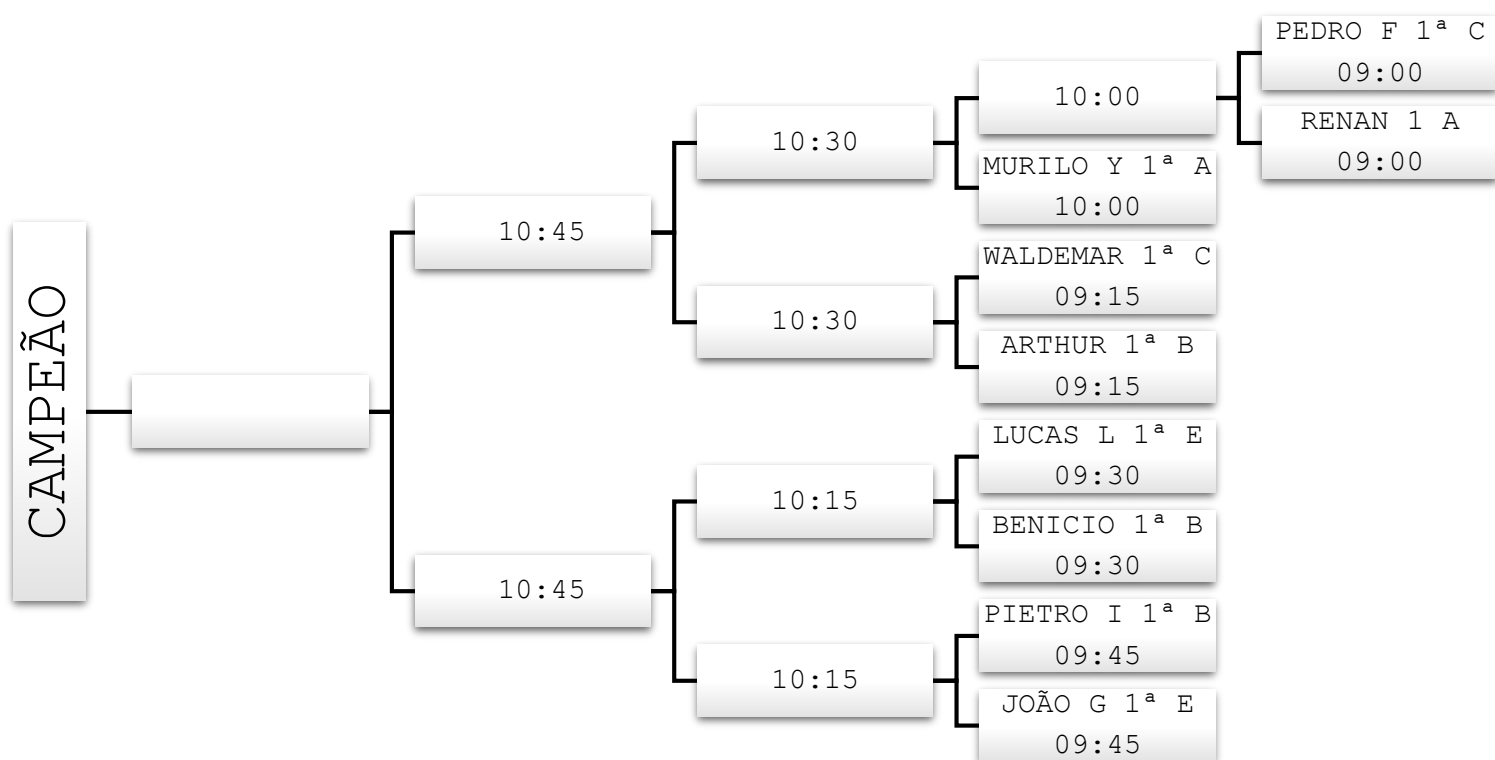 PEDRO F 1ª C
09:00
10:00
RENAN 1 A
09:00
10:30
MURILO Y 1ª A
10:00
10:45
WALDEMAR 1ª C
09:15
10:30
ARTHUR 1ª B
09:15
CAMPEÃO
LUCAS L 1ª E
09:30
10:15
BENICIO 1ª B
09:30
10:45
PIETRO I 1ª B
09:45
10:15
JOÃO G 1ª E
09:45